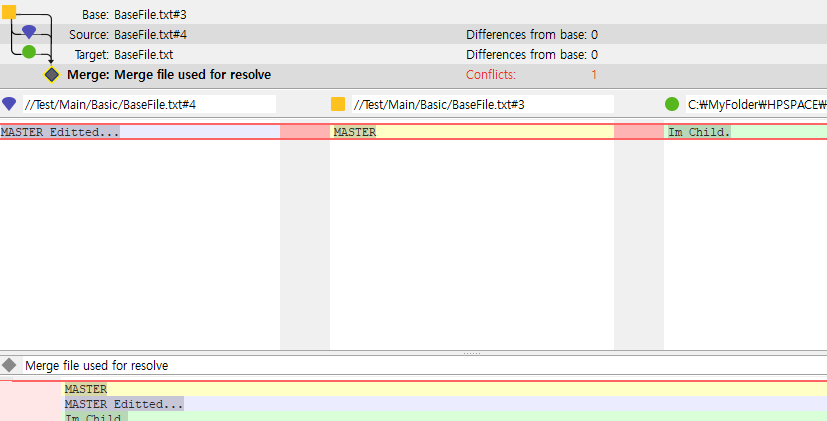 Base: BaseFile.txt#3
Source: BaseFile.txt#4 Differences from base: 0
Target: BaseFile.txt Differences from base: 0
Merge: Merge file used for resolve Conflicts: 1
//Test/Main/Basic/BaseFile.txt#4 //Test/Main/Basic/BaseFile.txt#3 C:₩MyFolder₩HPSPACE₩
MASTER Editted... MASTER Im Child.
Merge file used for resolve
MASTER
MASTER Editted...
Im Child.